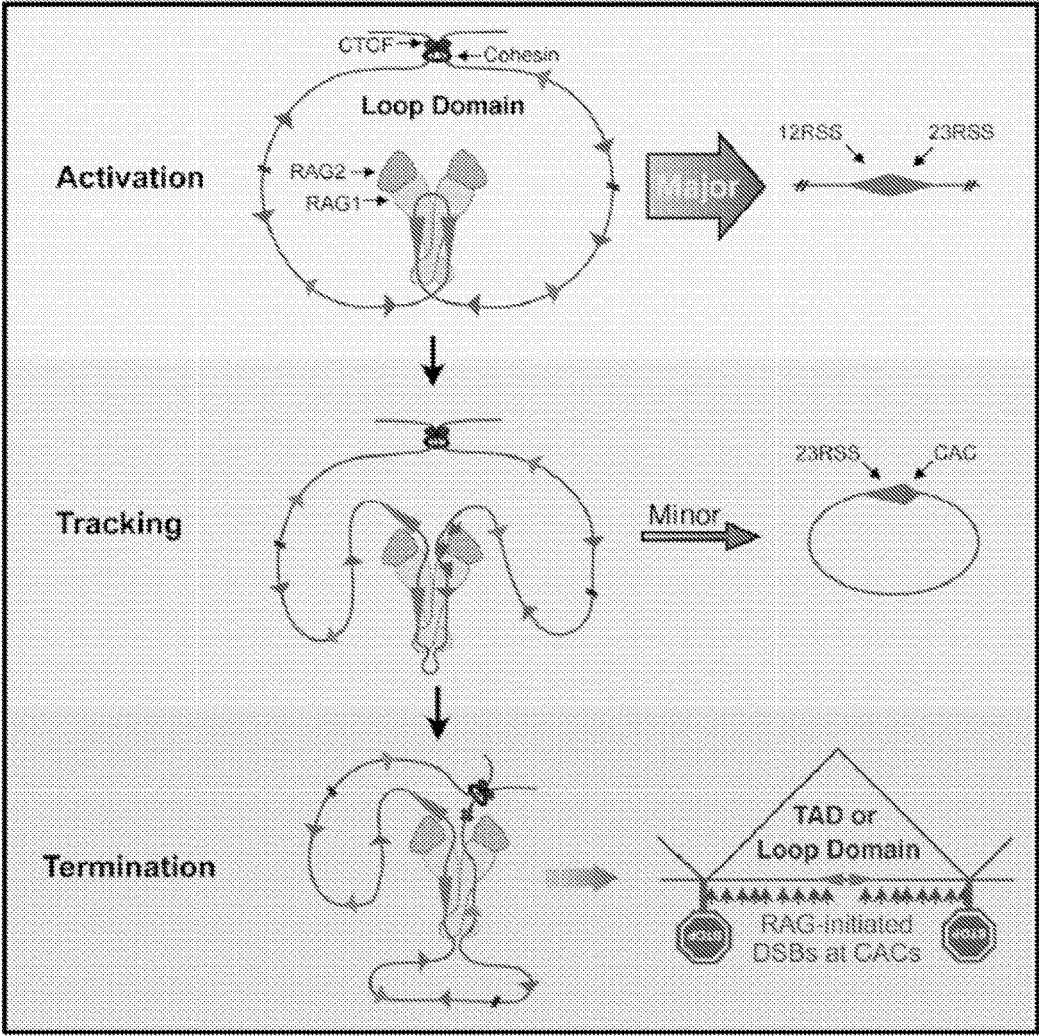 CTCF
Cohesin
Loop Domain
12RSS
23RSS
Activation
RAG2
RAG1
Major
23RSS
CAC
Tracking
Minor
TAD or
Loop Domain
Termination
RAG-initiated
DSBs at CACs